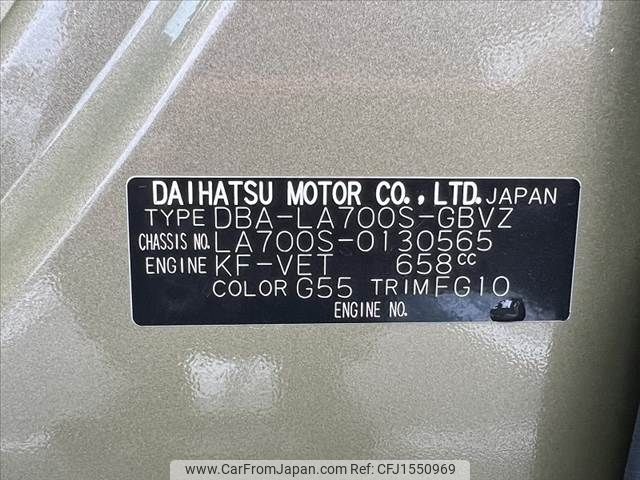 DAIHATSU MOTOR CO., LTD. JAPAN
TYPE DBA-LA700S-GBVZ
CHASSIS NO. LA700S-0130565
ENGINE KF-VET 658cc
COLOR G55 TRIM FG10
ENGINE NO.
www.CarFromJapan.com - CFJ1550969